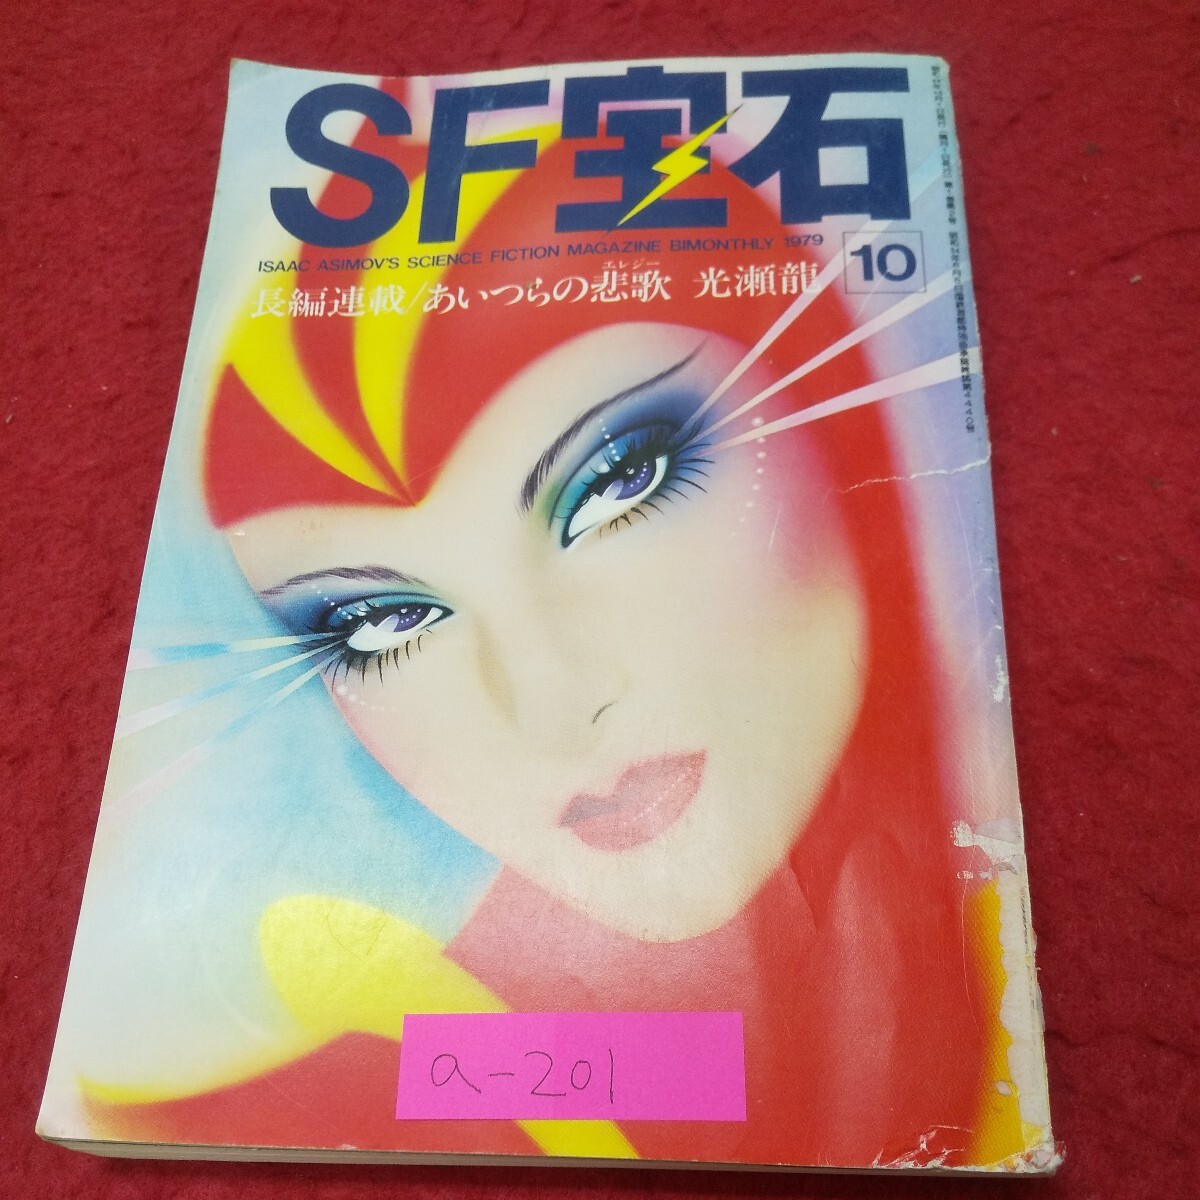 SF宝石
ISAAC ASIMOV'S SCIENCE FICTION MAGAZINE BIMONTHLY 1979
10
エレジー
長編連載/あいつらの悲歌 光瀬龍
a-201